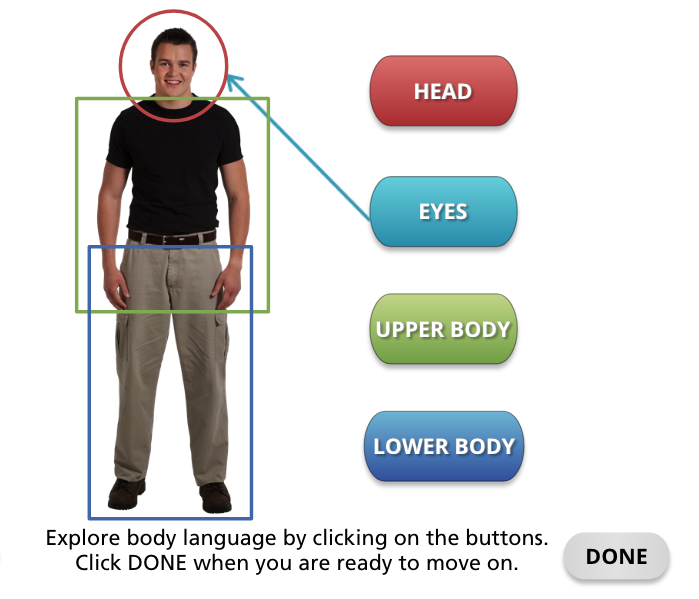 HEAD
EYES
UPPER BODY
LOWER BODY
Explore body language by clicking on the buttons.
Click DONE when you are ready to move on.
DONE